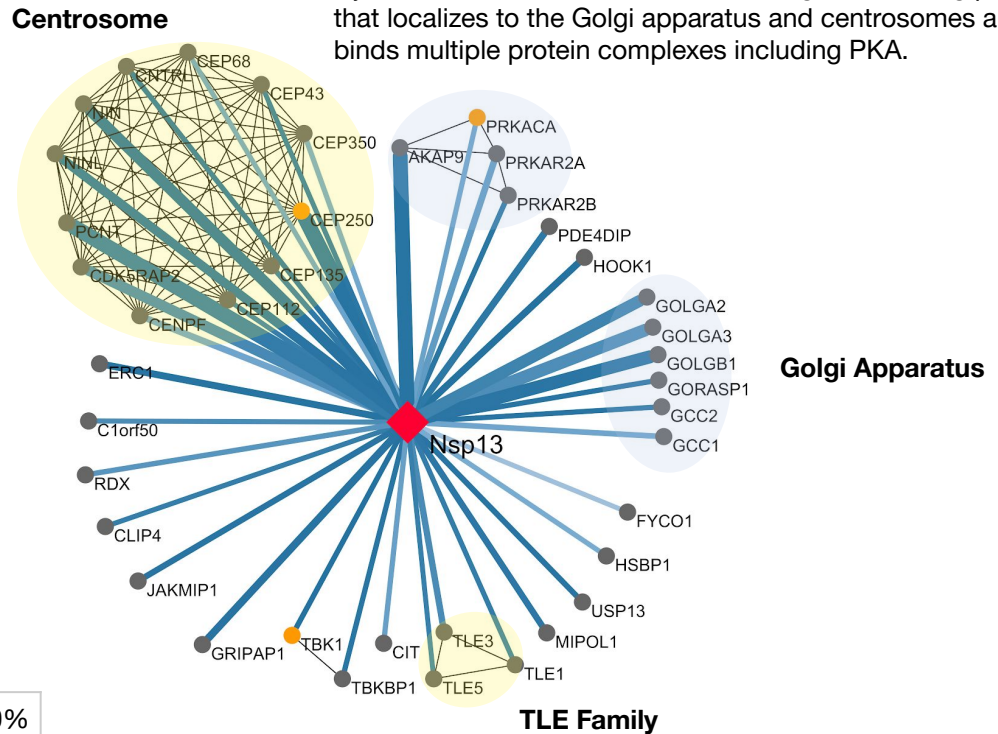 that localizes to the Golgi apparatus and centrosomes a
binds multiple protein complexes including PKA.
Centrosome
CEP68
CNTRL
CEP43
NIN
CEP350
NINL
CEP250
PCNT
CEP135
CDK5RAP2
CEP112
CENPF
PRKACA
AKAP9
PRKAR2A
PRKAR2B
PDE4DIP
HOOK1
GOLGA2
GOLGA3
GOLGB1
GORASP1
GCC2
GCC1
Golgi Apparatus
ERC1
C1orf50
Nsp13
RDX
CLIP4
JAKMIP1
GRIPAP1
TBK1
TBKBP1
CIT
TLE3
TLE5
TLE1
MIPOL1
USP13
HSBP1
FYCO1
TLE Family
%